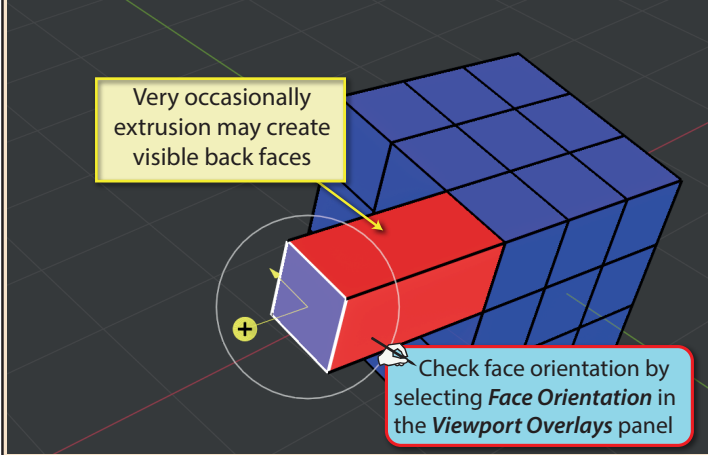 Very occasionally
extrusion may create
visible back faces
Check face orientation by
selecting Face Orientation in
the Viewport Overlays panel